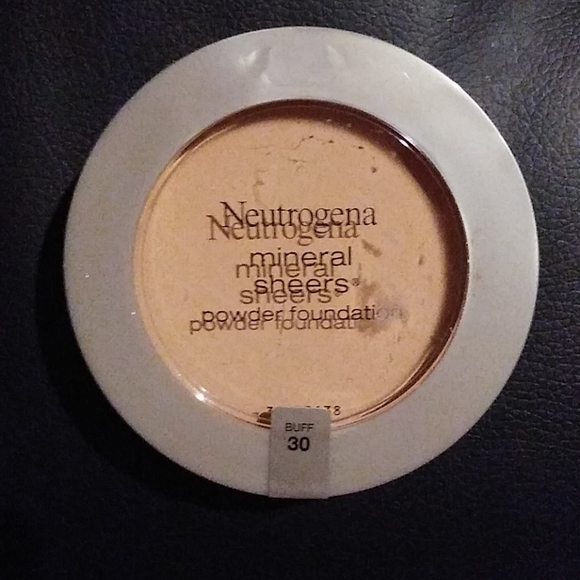 Neutrogena
mineral
sheers®
powder foundation
BUFF
30